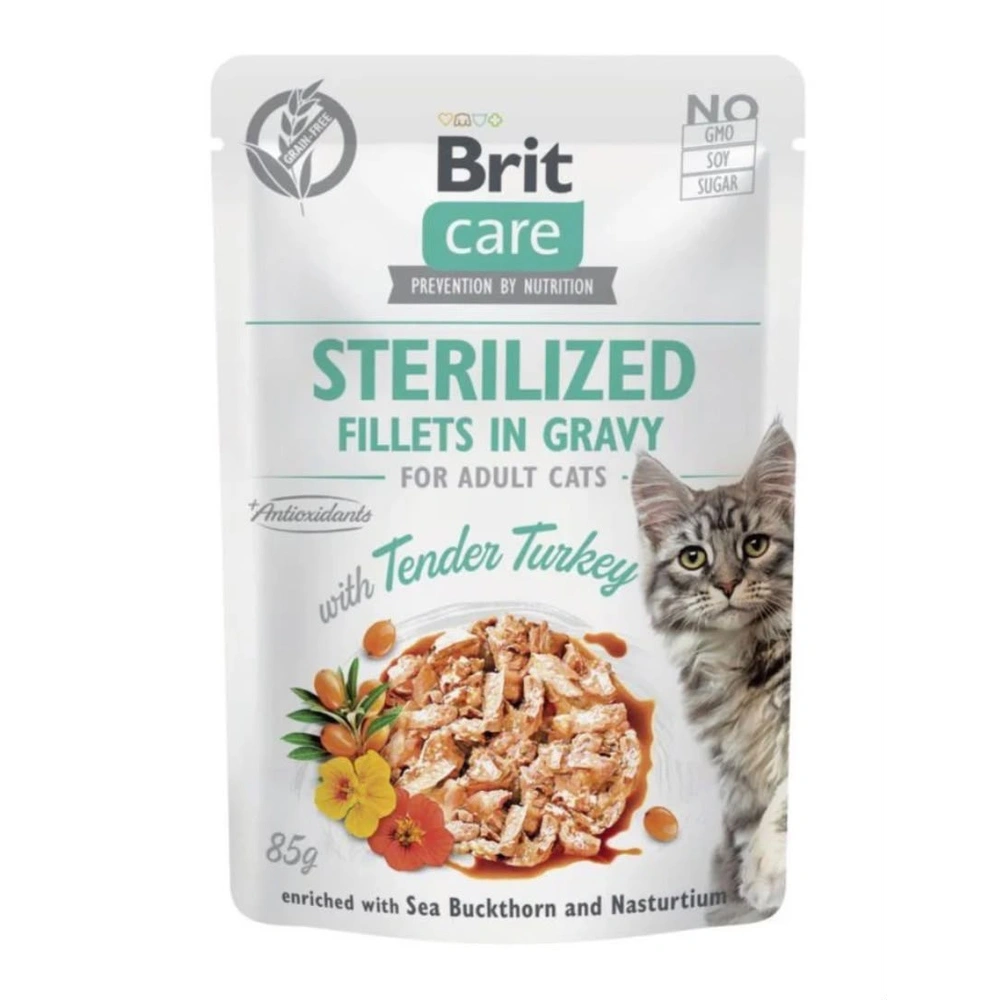 GRAIN-FREE
NO
GMO
SOY
SUGAR
Brit
care
PREVENTION BY NUTRITION
STERILIZED
FILLETS IN GRAVY
FOR ADULT CATS
+Antioxidants
with Tender Turkey
85g
enriched with Sea Buckthorn and Nasturtium